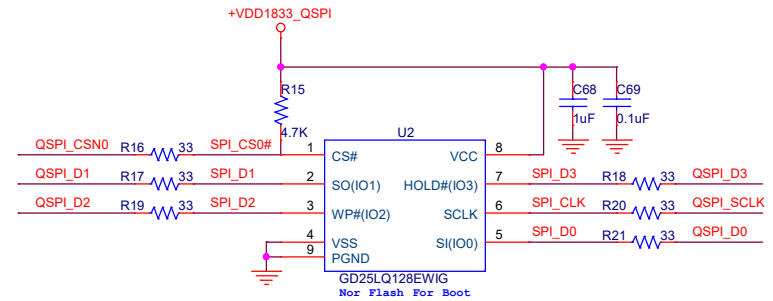 +VDD1833_QSPI
R15
4.7K
C68
1uF
C69
0.1uF
U2
QSPI_CSN0 R16 33 SPI_CS0# 1 CS# VCC 8
QSPI_D1 R17 33 SPI_D1 2 SO(IO1) HOLD#(IO3) 7 SPI_D3 R18 33 QSPI_D3
QSPI_D2 R19 33 SPI_D2 3 WP#(IO2) SCLK 6 SPI_CLK R20 33 QSPI_SCLK
4 VSS SI(IO0) 5 SPI_D0 R21 33 QSPI_D0
9 PGND
GD25LQ128EWIG
Nor Flash For Boot